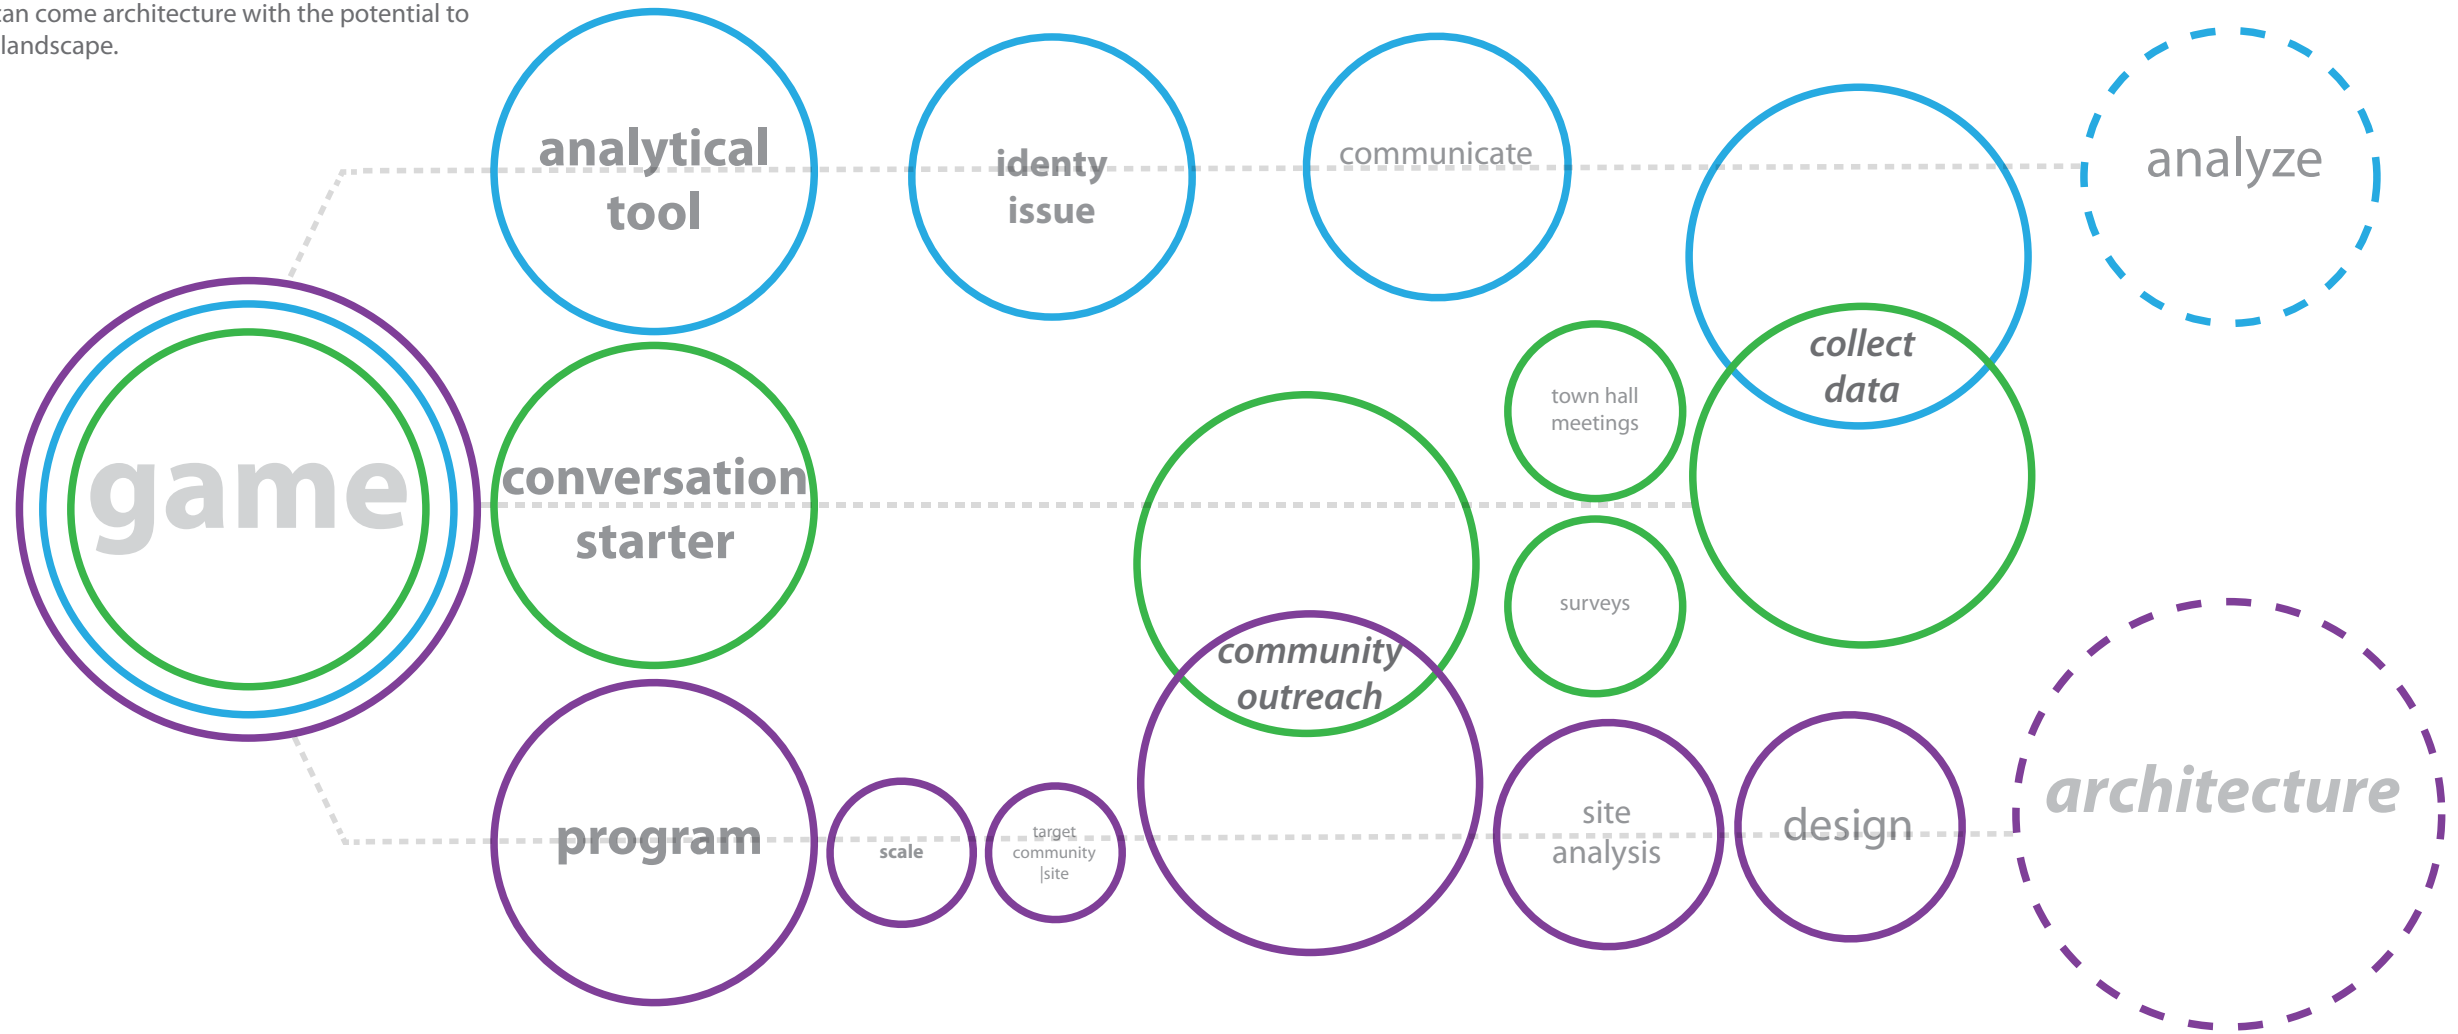 can come architecture with the potential to
landscape.
analytical
tool
identy
issue
communicate
analyze
collect
data
town hall
meetings
game
conversation
starter
surveys
community
outreach
program
scale
target
community
|site
site
analysis
design
architecture